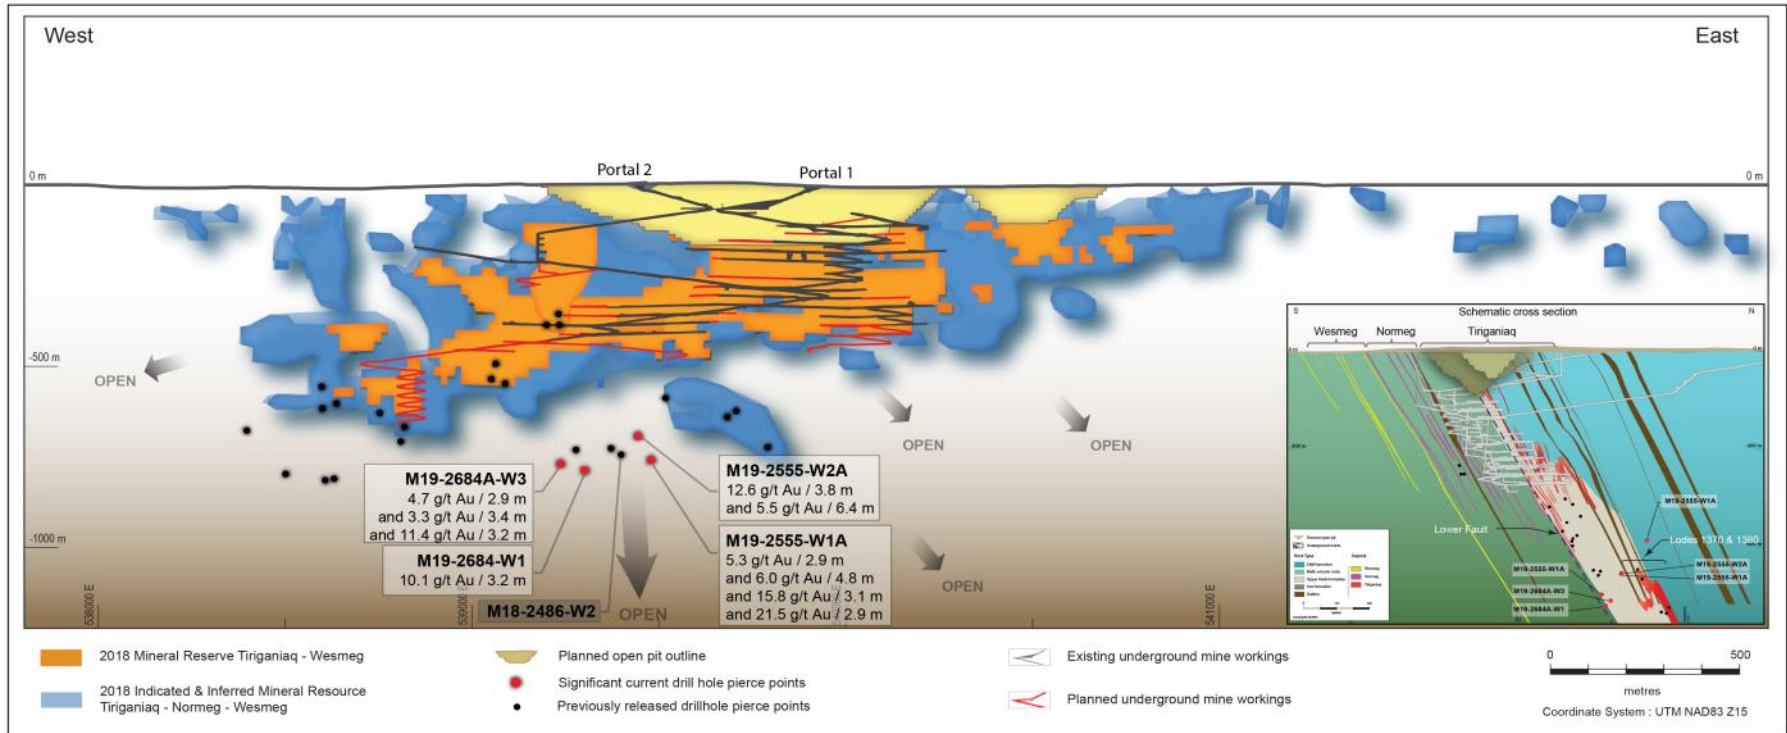 West
East
Portal 2
Portal 1
0 m
0 m
-500 m
-1000 m
OPEN
OPEN
OPEN
OPEN
OPEN
M19-2684A-W3
4.7 g/t Au / 2.9 m
and 3.3 g/t Au / 3.4 m
and 11.4 g/t Au / 3.2 m
M19-2684-W1
10.1 g/t Au / 3.2 m
M18-2486-W2
M19-2555-W2A
12.6 g/t Au / 3.8 m
and 5.5 g/t Au / 6.4 m
M19-2555-W1A
5.3 g/t Au / 2.9 m
and 6.0 g/t Au / 4.8 m
and 15.8 g/t Au / 3.1 m
and 21.5 g/t Au / 2.9 m
538000 E
539000 E
541000 E
Schematic cross section
S
N
Wesmeg
Normeg
Tiriganiaq
Lower Fault
M19-2555-W1A
Lodes 1370 & 1380
M19-2555-W1A
M19-2684A-W3
M19-2684A-W1
M19-2555-W2A
M19-2555-W1A
2018 Mineral Reserve Tiriganiaq - Wesmeg
2018 Indicated & Inferred Mineral Resource
Tiriganiaq - Normeg - Wesmeg
Planned open pit outline
Significant current drill hole pierce points
Previously released drillhole pierce points
Existing underground mine workings
Planned underground mine workings
0
500
metres
Coordinate System : UTM NAD83 Z15